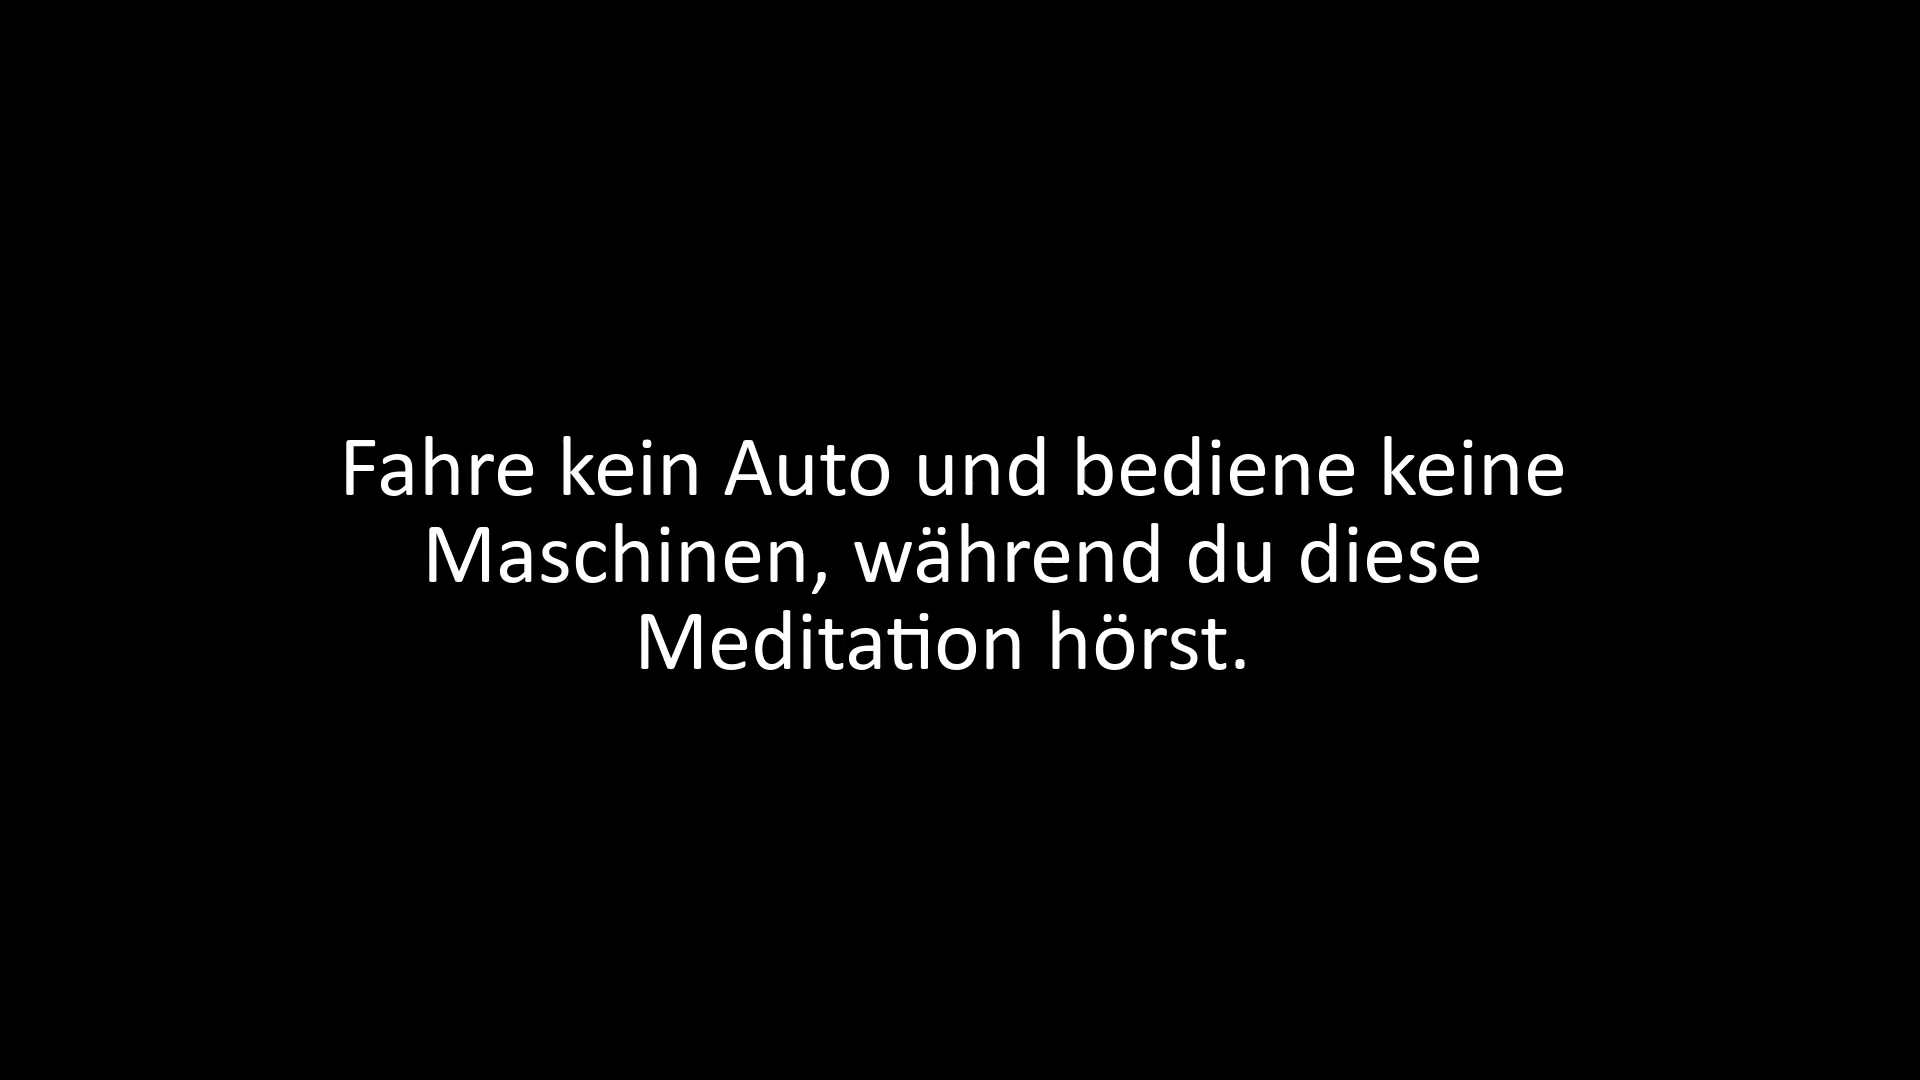 Fahre kein Auto und bediene keine
Maschinen, während du diese
Meditation hörst.